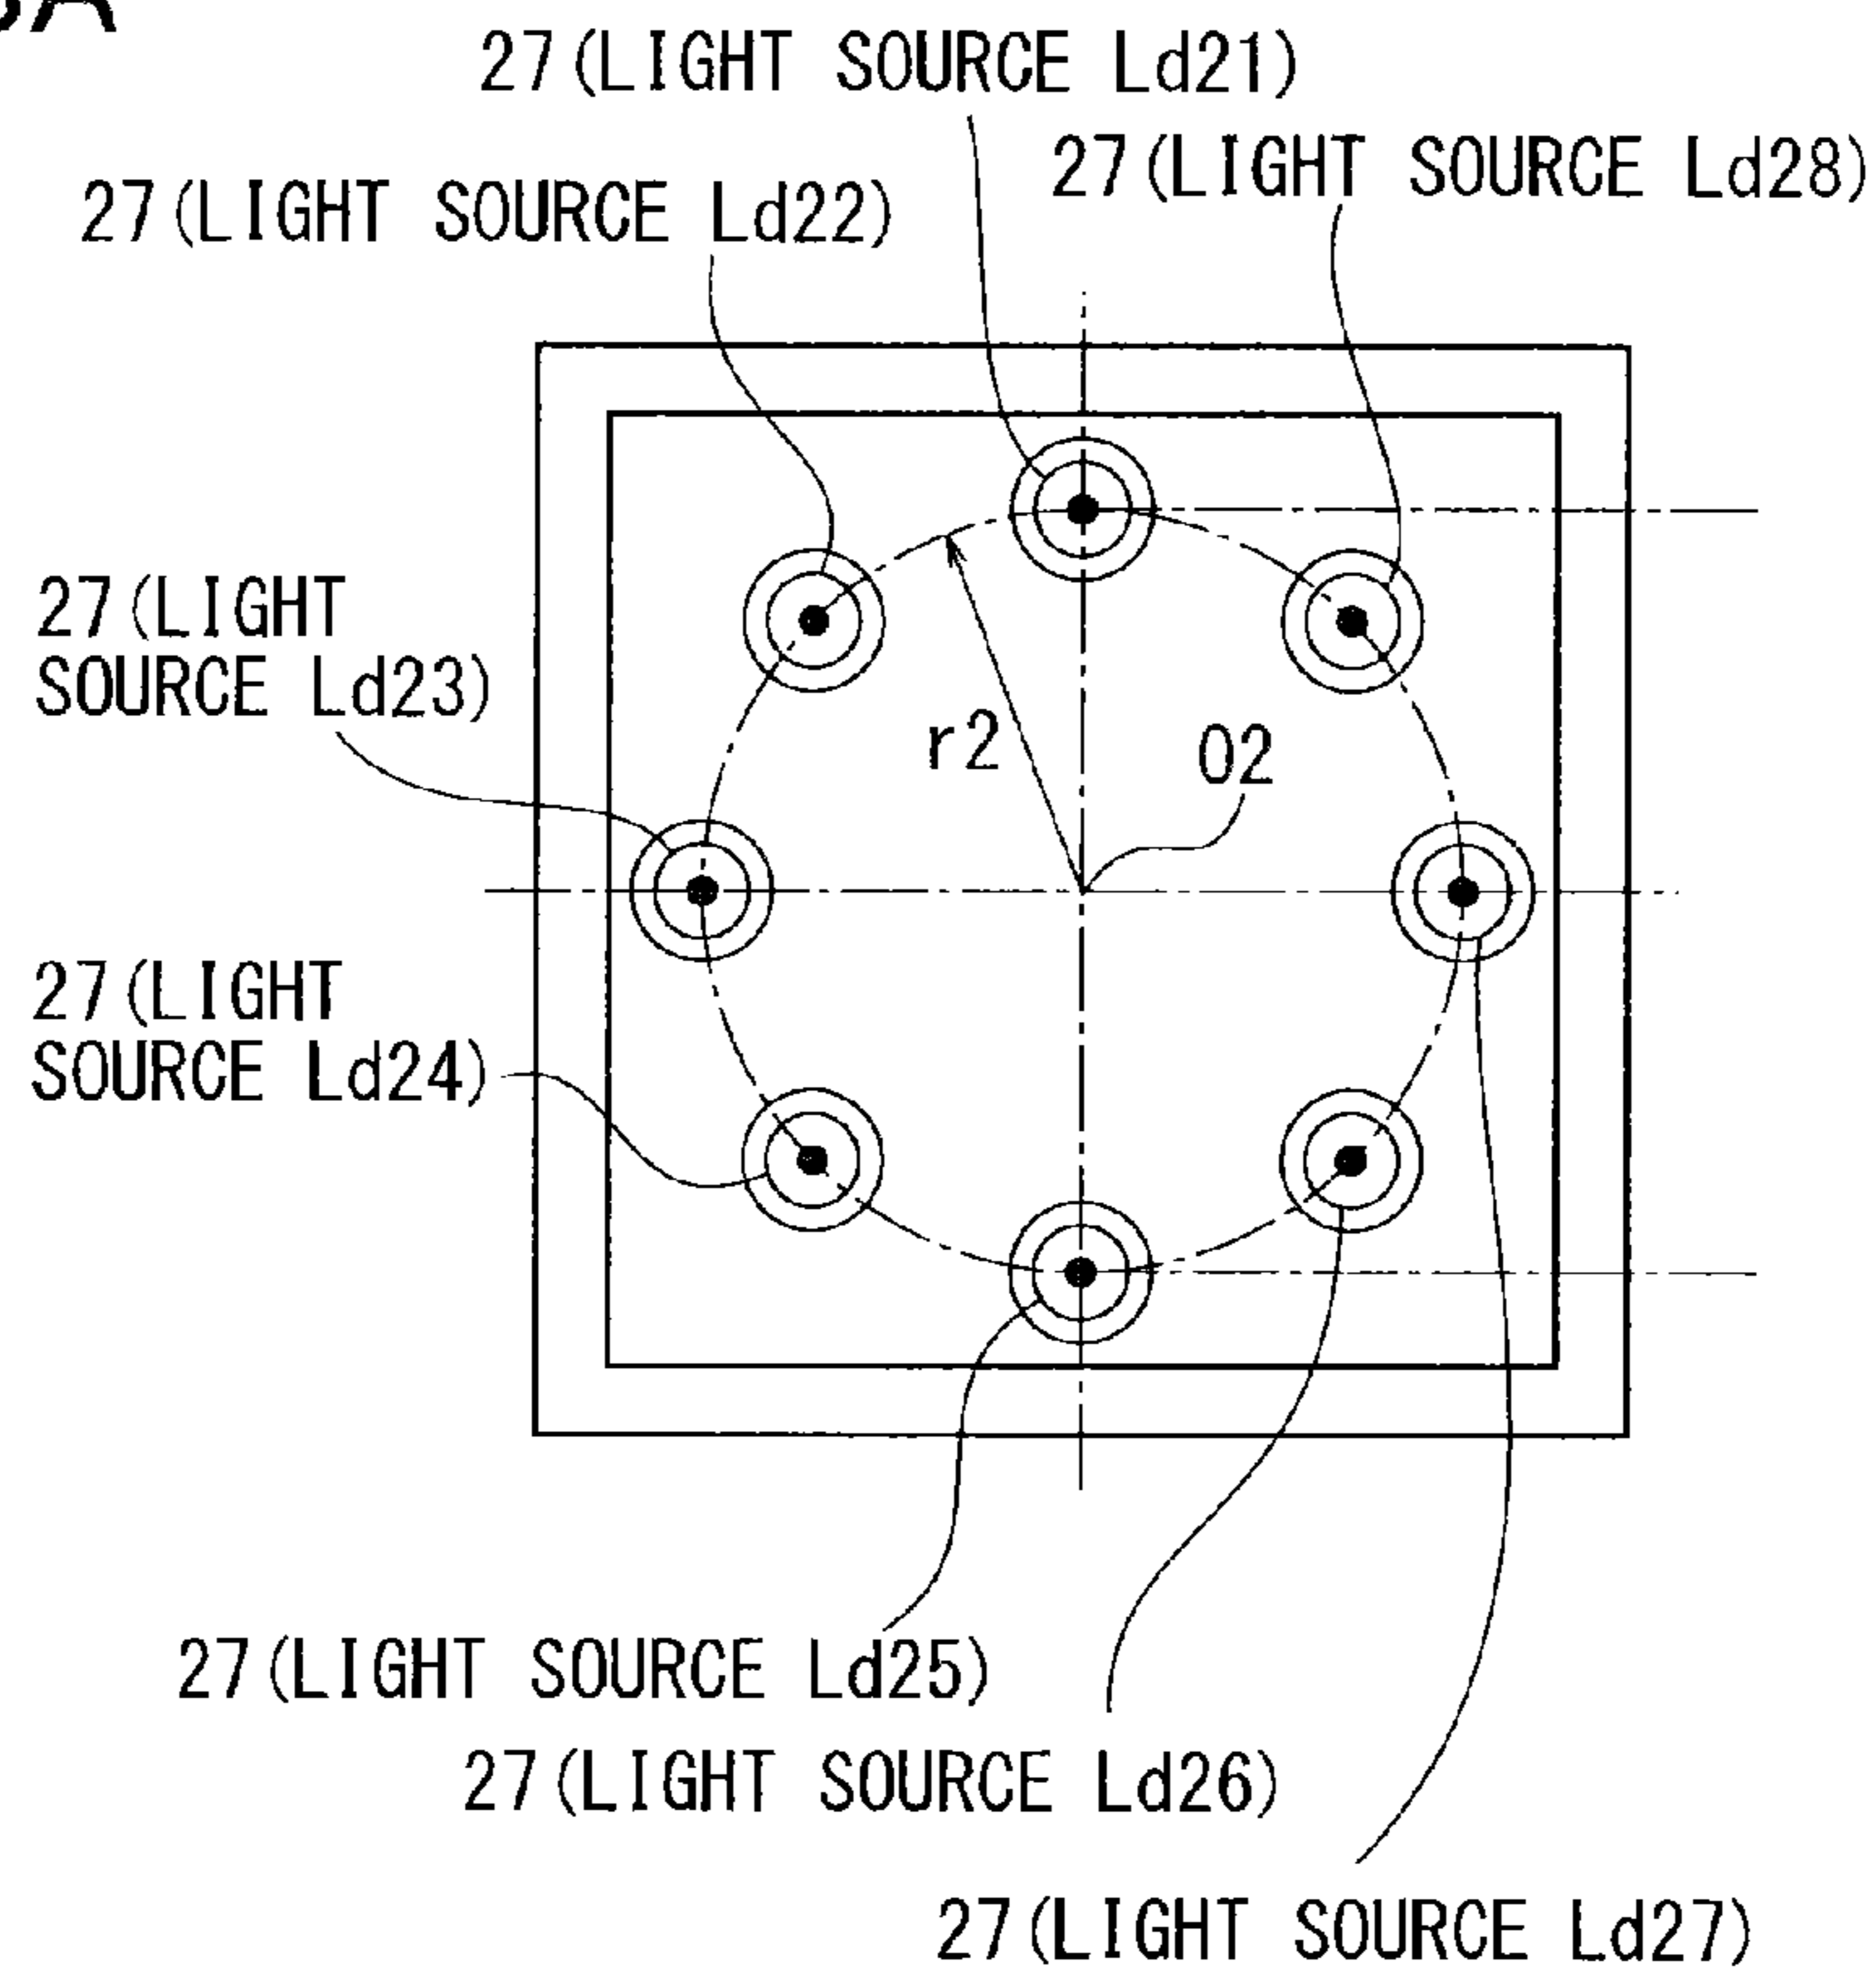 27(LIGHT SOURCE Ld21)
27(LIGHT SOURCE Ld28)
27(LIGHT SOURCE Ld22)
27(LIGHT
SOURCE Ld23)
r2
O2
27(LIGHT
SOURCE Ld24)
27(LIGHT SOURCE Ld25)
27(LIGHT SOURCE Ld26)
27(LIGHT SOURCE Ld27)